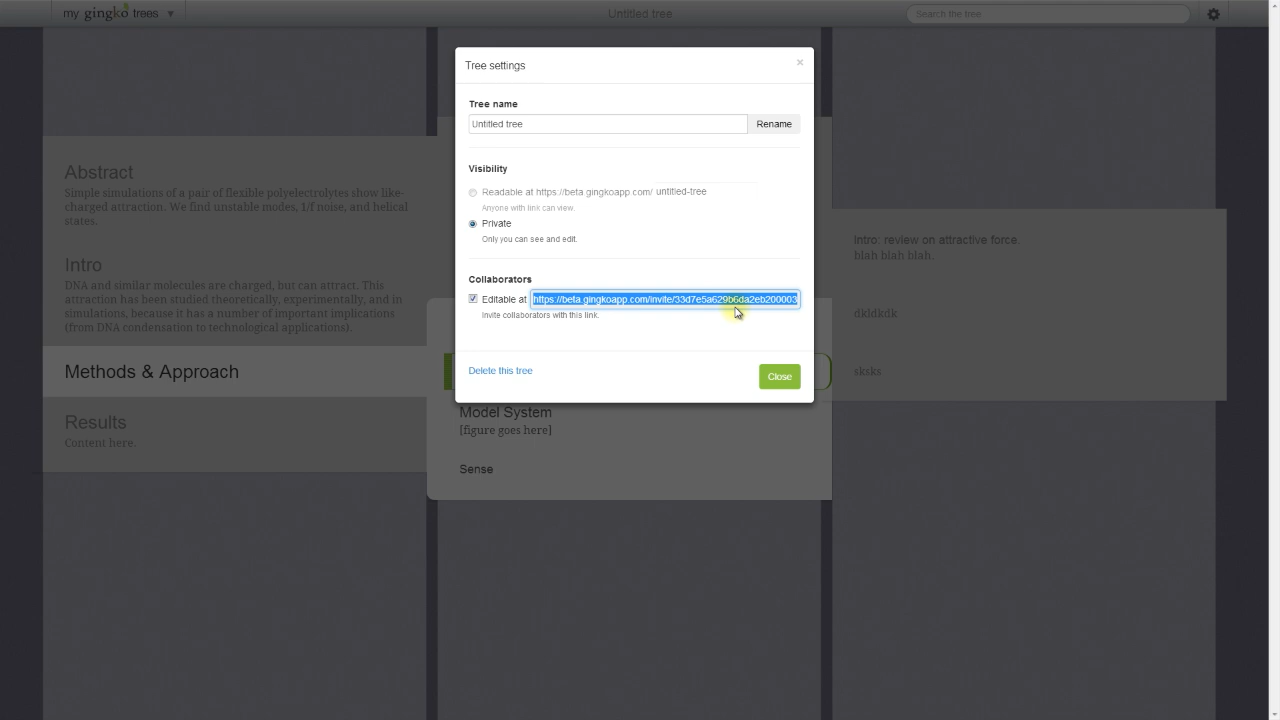 my gingko trees ▼
Untitled tree
Search the tree
Tree settings
×
Tree name
Untitled tree
Rename
Visibility
Readable at https://beta.gingkoapp.com/ untitled-tree
Anyone with link can view.
Private
Only you can see and edit.
Collaborators
Editable at https://beta.gingkoapp.com/invite/33d7e5a629b6da2eb200003
Invite collaborators with this link.
Delete this tree
Close
Abstract
Simple simulations of a pair of flexible polyelectrolytes show like-
charged attraction. We find unstable modes, 1/f noise, and helical
states.
Intro
DNA and similar molecules are charged, but can attract. This
attraction has been studied theoretically, experimentally, and in
simulations, because it has a number of important implications
(from DNA condensation to technological applications).
Methods & Approach
Results
Content here.
Model System
[figure goes here]
Sense
Intro: review on attractive force.
blah blah blah.
dkldkdk
sksks